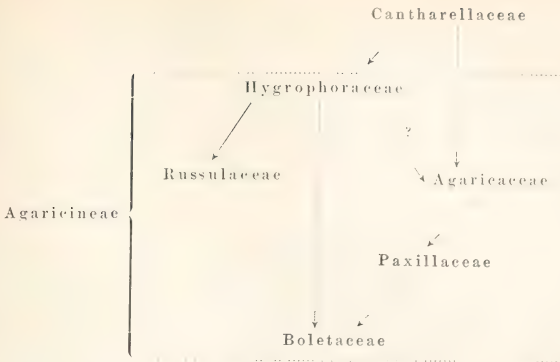 Cantharellaceae
Hygrophoraceae
?
Russulaceae
Agaricaceae
Agaricineae
Paxillaceae
Boletaceae